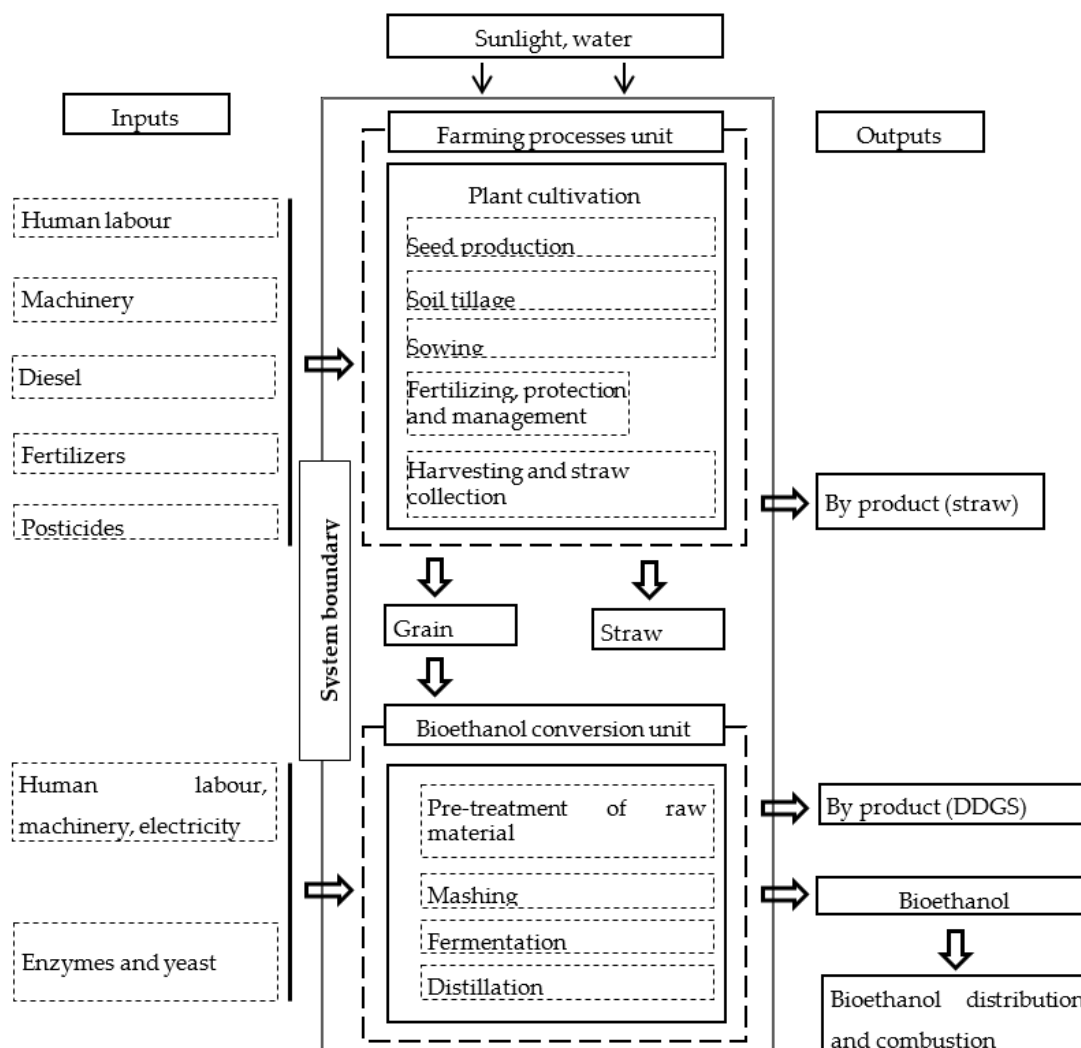 Sunlight, water
Inputs
Farming processes unit
Outputs
Plant cultivation
Human labour
Seed production
Machinery
Soil tillage
Sowing
Diesel
Fertilizing, protection
and management
Fertilizers
Harvesting and straw
collection
By product (straw)
Posticides
System boundary
Grain
Straw
Bioethanol conversion unit
Human labour,
machinery, electricity
Pre-treatment of raw
material
By product (DDGS)
Mashing
Bioethanol
Fermentation
Enzymes and yeast
Distillation
Bioethanol distribution
and combustion